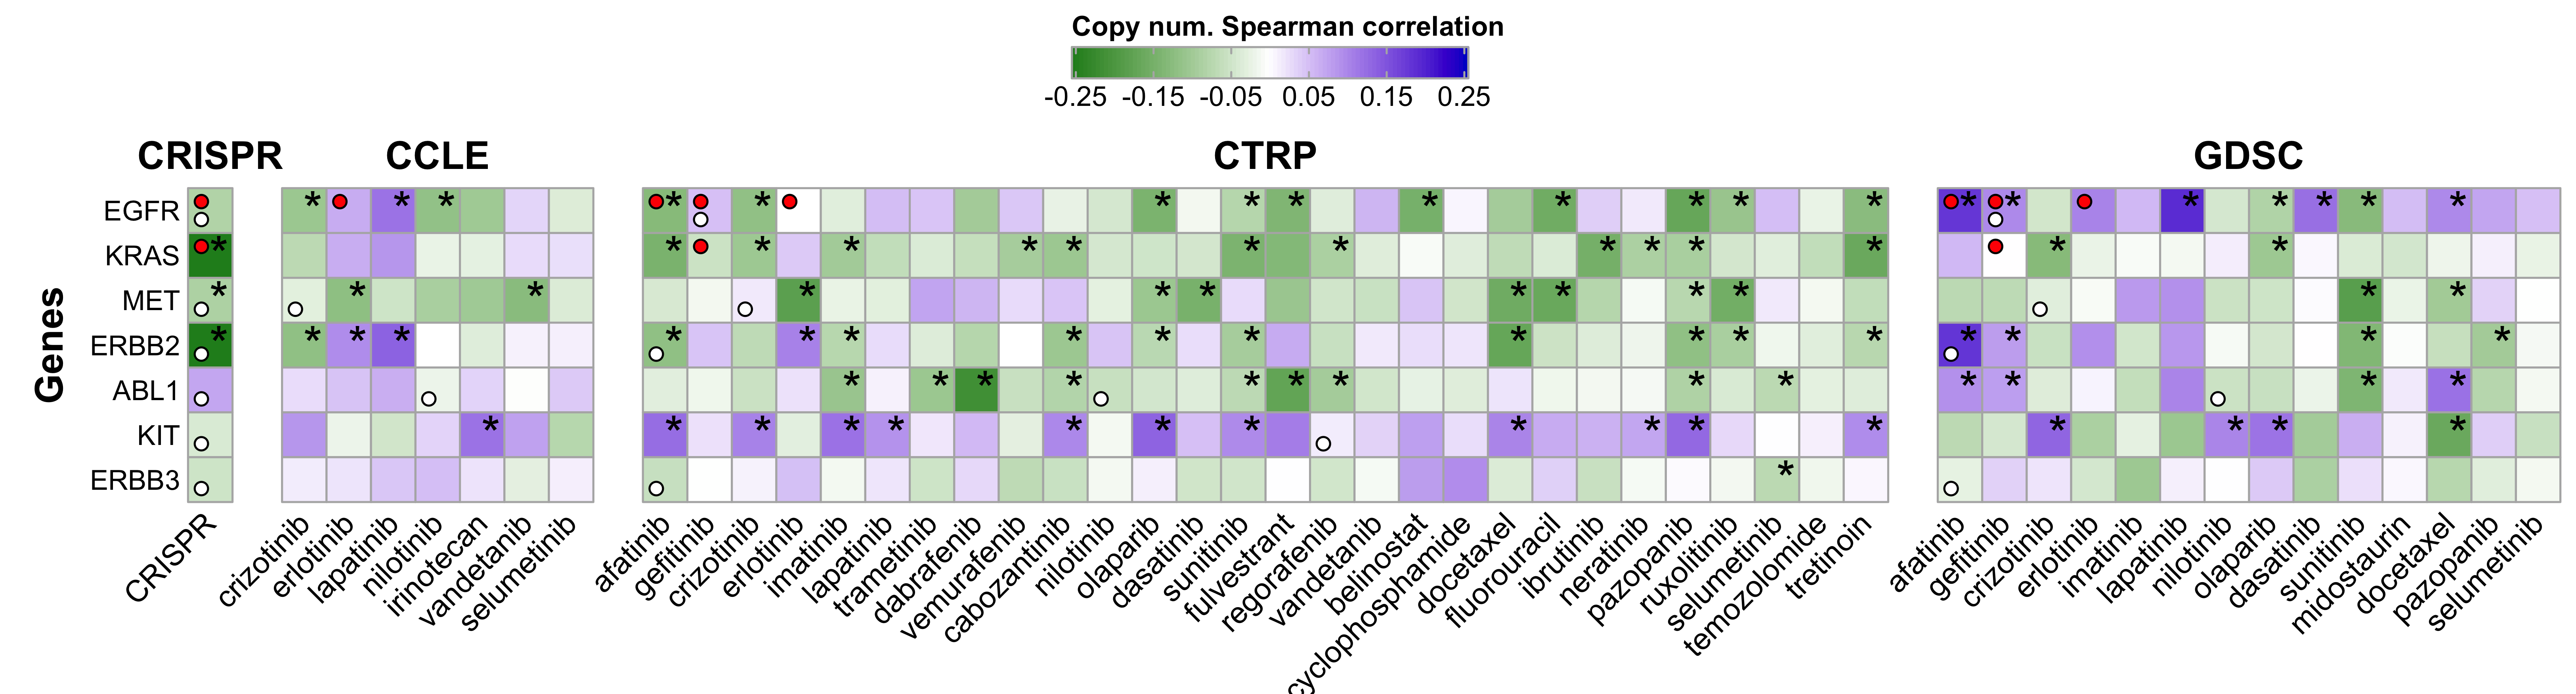 Copy num. Spearman correlation
-0.25 -0.15 -0.05 0.05 0.15 0.25
CRISPR CCLE CTRP GDSC
Genes
EGFR
KRAS
MET
ERBB2
ABL1
KIT
ERBB3
CRISPR
crizotinib
erlotinib
lapatinib
nilotinib
irinotecan
vandetanib
selumetinib
afatinib
gefitinib
crizotinib
erlotinib
imatinib
lapatinib
trametinib
dabrafenib
vemurafenib
cabozantinib
nilotinib
olaparib
dasatinib
sunitinib
fulvestrant
regorafenib
vandetanib
belinostat
cyclophosphamide
docetaxel
fluorouracil
ibrutinib
neratinib
pazopanib
ruxolitinib
selumetinib
temozolomide
tretinoin
afatinib
gefitinib
crizotinib
erlotinib
imatinib
lapatinib
nilotinib
olaparib
dasatinib
sunitinib
midostaurin
docetaxel
pazopanib
selumetinib